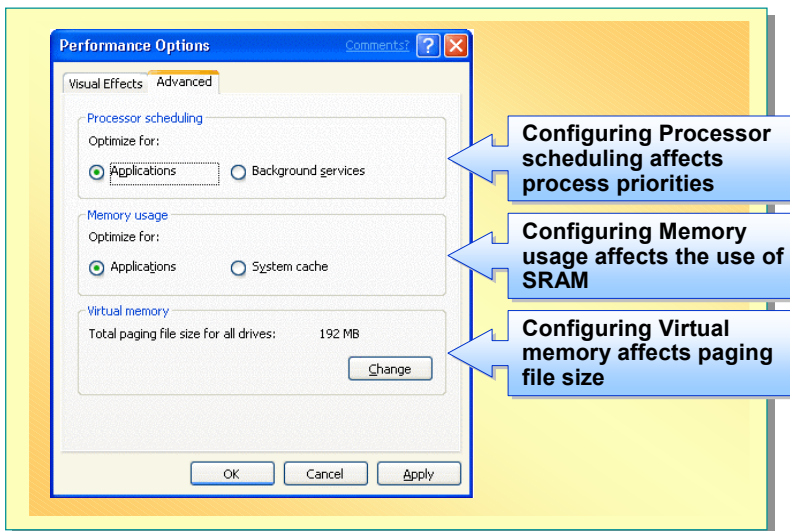 Performance Options
Comments?
Visual Effects
Advanced
Processor scheduling
Optimize for:
Applications
Background services
Memory usage
Optimize for:
Applications
System cache
Virtual memory
Total paging file size for all drives: 192 MB
Change
OK
Cancel
Apply
Configuring Processor
scheduling affects
process priorities
Configuring Memory
usage affects the use of
SRAM
Configuring Virtual
memory affects paging
file size